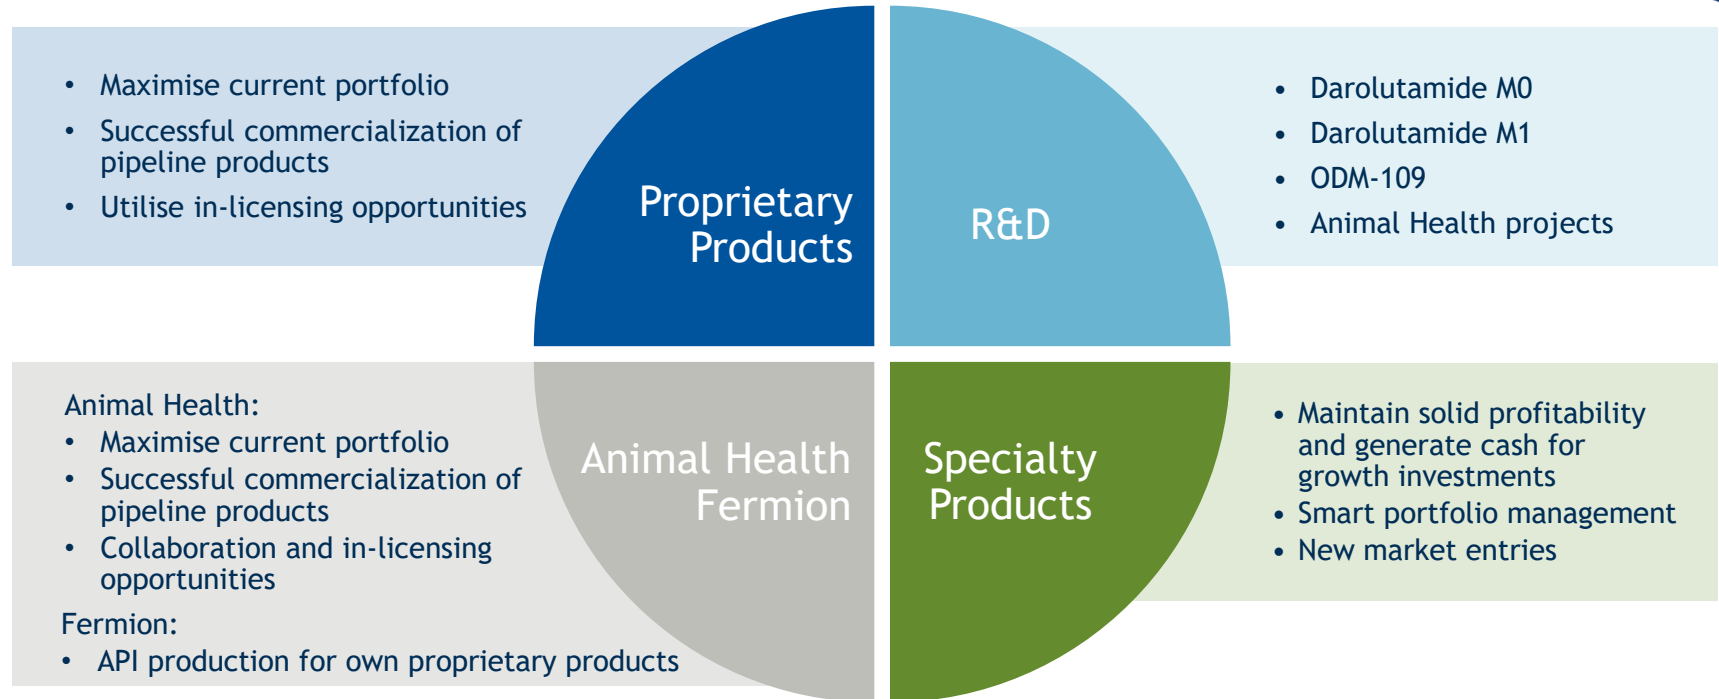 • Maximise current portfolio
• Successful commercialization of
pipeline products
• Utilise in-licensing opportunities
Proprietary
Products
R&D
• Darolutamide M0
• Darolutamide M1
• ODM-109
• Animal Health projects
Animal Health:
• Maximise current portfolio
• Successful commercialization of
pipeline products
• Collaboration and in-licensing
opportunities
Fermion:
• API production for own proprietary products
Animal Health
Fermion
Specialty
Products
• Maintain solid profitability
and generate cash for
growth investments
• Smart portfolio management
• New market entries